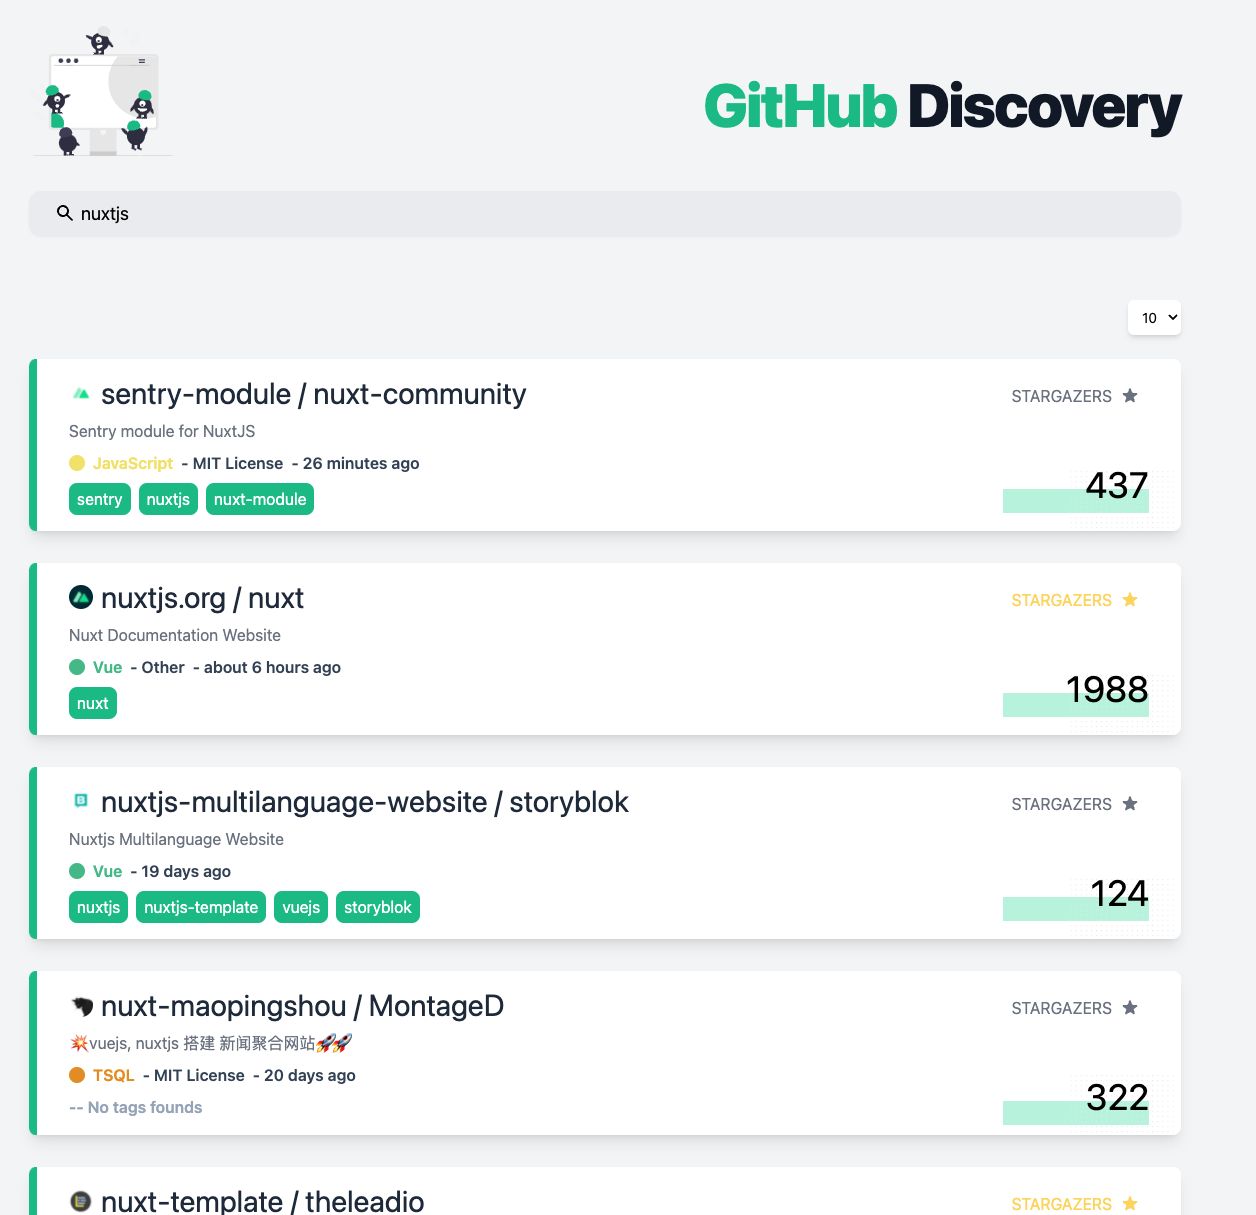 GitHub Discovery
nuxtjs
10
sentry-module / nuxt-community
STARGAZERS
Sentry module for NuxtJS
JavaScript - MIT License - 26 minutes ago
437
sentry nuxtjs nuxt-module
nuxtjs.org / nuxt
STARGAZERS
Nuxt Documentation Website
Vue - Other - about 6 hours ago
1988
nuxt
nuxtjs-multilanguage-website / storyblok
STARGAZERS
Nuxtjs Multilanguage Website
Vue - 19 days ago
124
nuxtjs nuxtjs-template vuejs storyblok
nuxt-maopingshou / MontageD
STARGAZERS
💥vuejs, nuxtjs 搭建 新闻聚合网站🚀🚀
TSQL - MIT License - 20 days ago
322
-- No tags founds
nuxt-template / theleadio
STARGAZERS